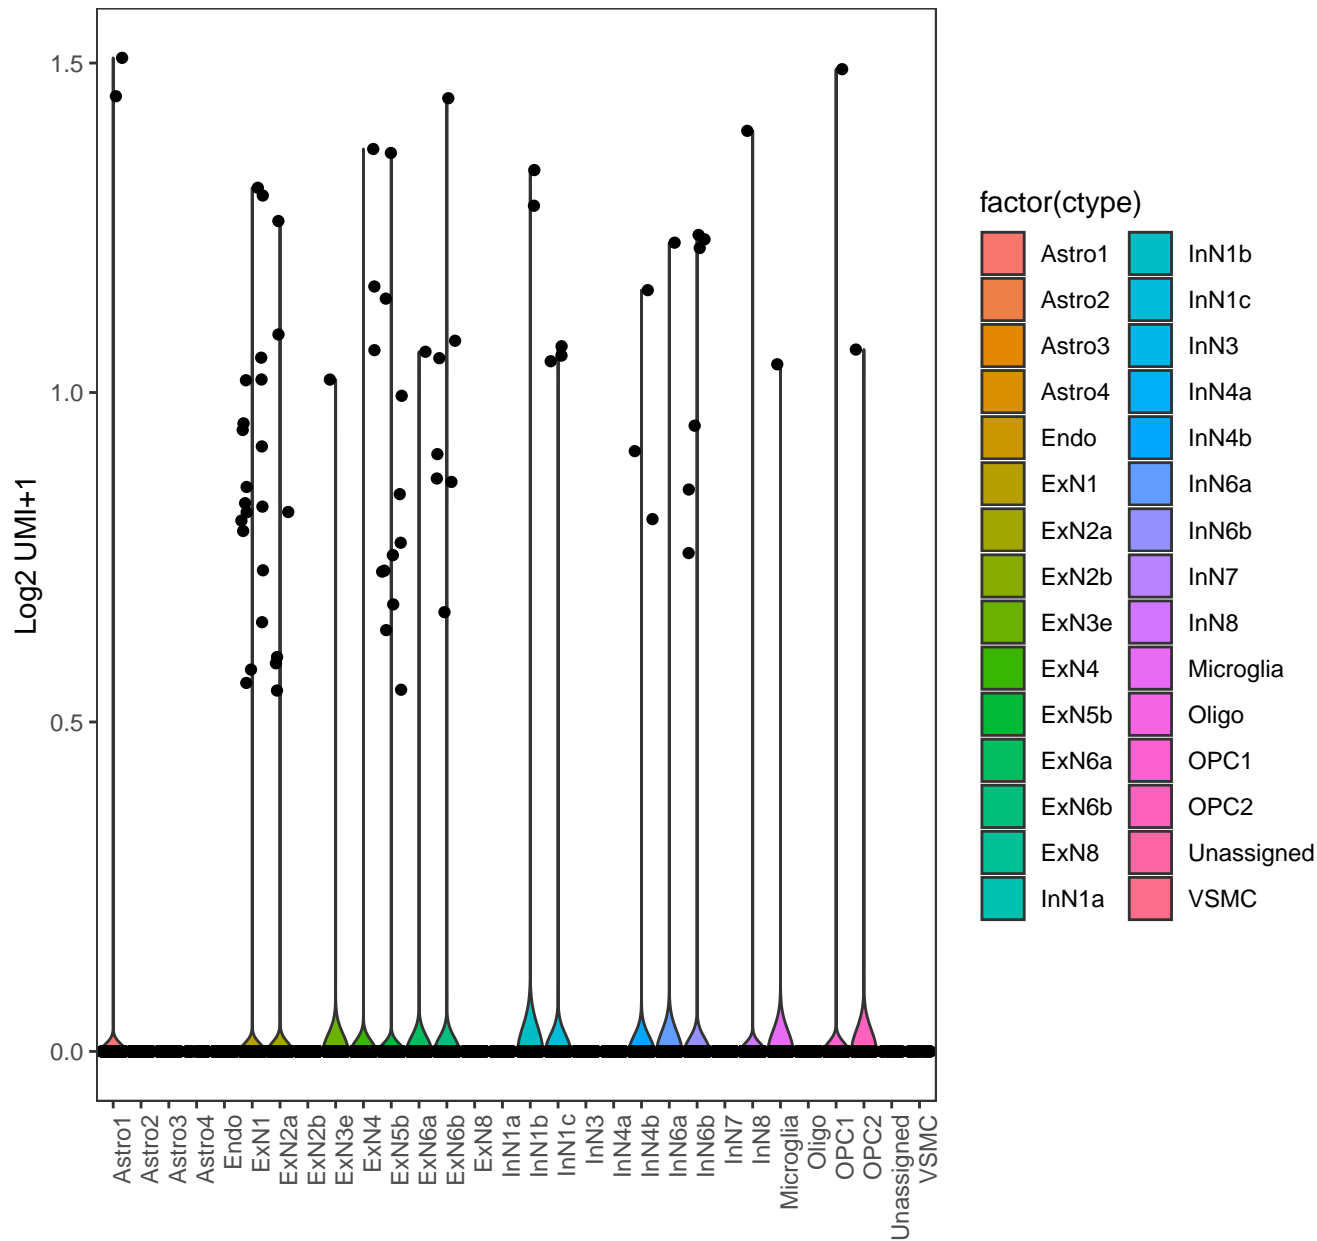 1.5
1.0
0.5
0.0
Log2 UMI+1
Astro1
Astro2
Astro3
Astro4
Endo
ExN1
ExN2a
ExN2b
ExN3e
ExN4
ExN5b
ExN6a
ExN6b
ExN8
InN1a
InN1b
InN1c
InN3
InN4a
InN4b
InN6a
InN6b
InN7
InN8
Microglia
Oligo
OPC1
OPC2
Unassigned
VSMC
factor(ctype)
Astro1
Astro2
Astro3
Astro4
Endo
ExN1
ExN2a
ExN2b
ExN3e
ExN4
ExN5b
ExN6a
ExN6b
ExN8
InN1a
InN1b
InN1c
InN3
InN4a
InN4b
InN6a
InN6b
InN7
InN8
Microglia
Oligo
OPC1
OPC2
Unassigned
VSMC